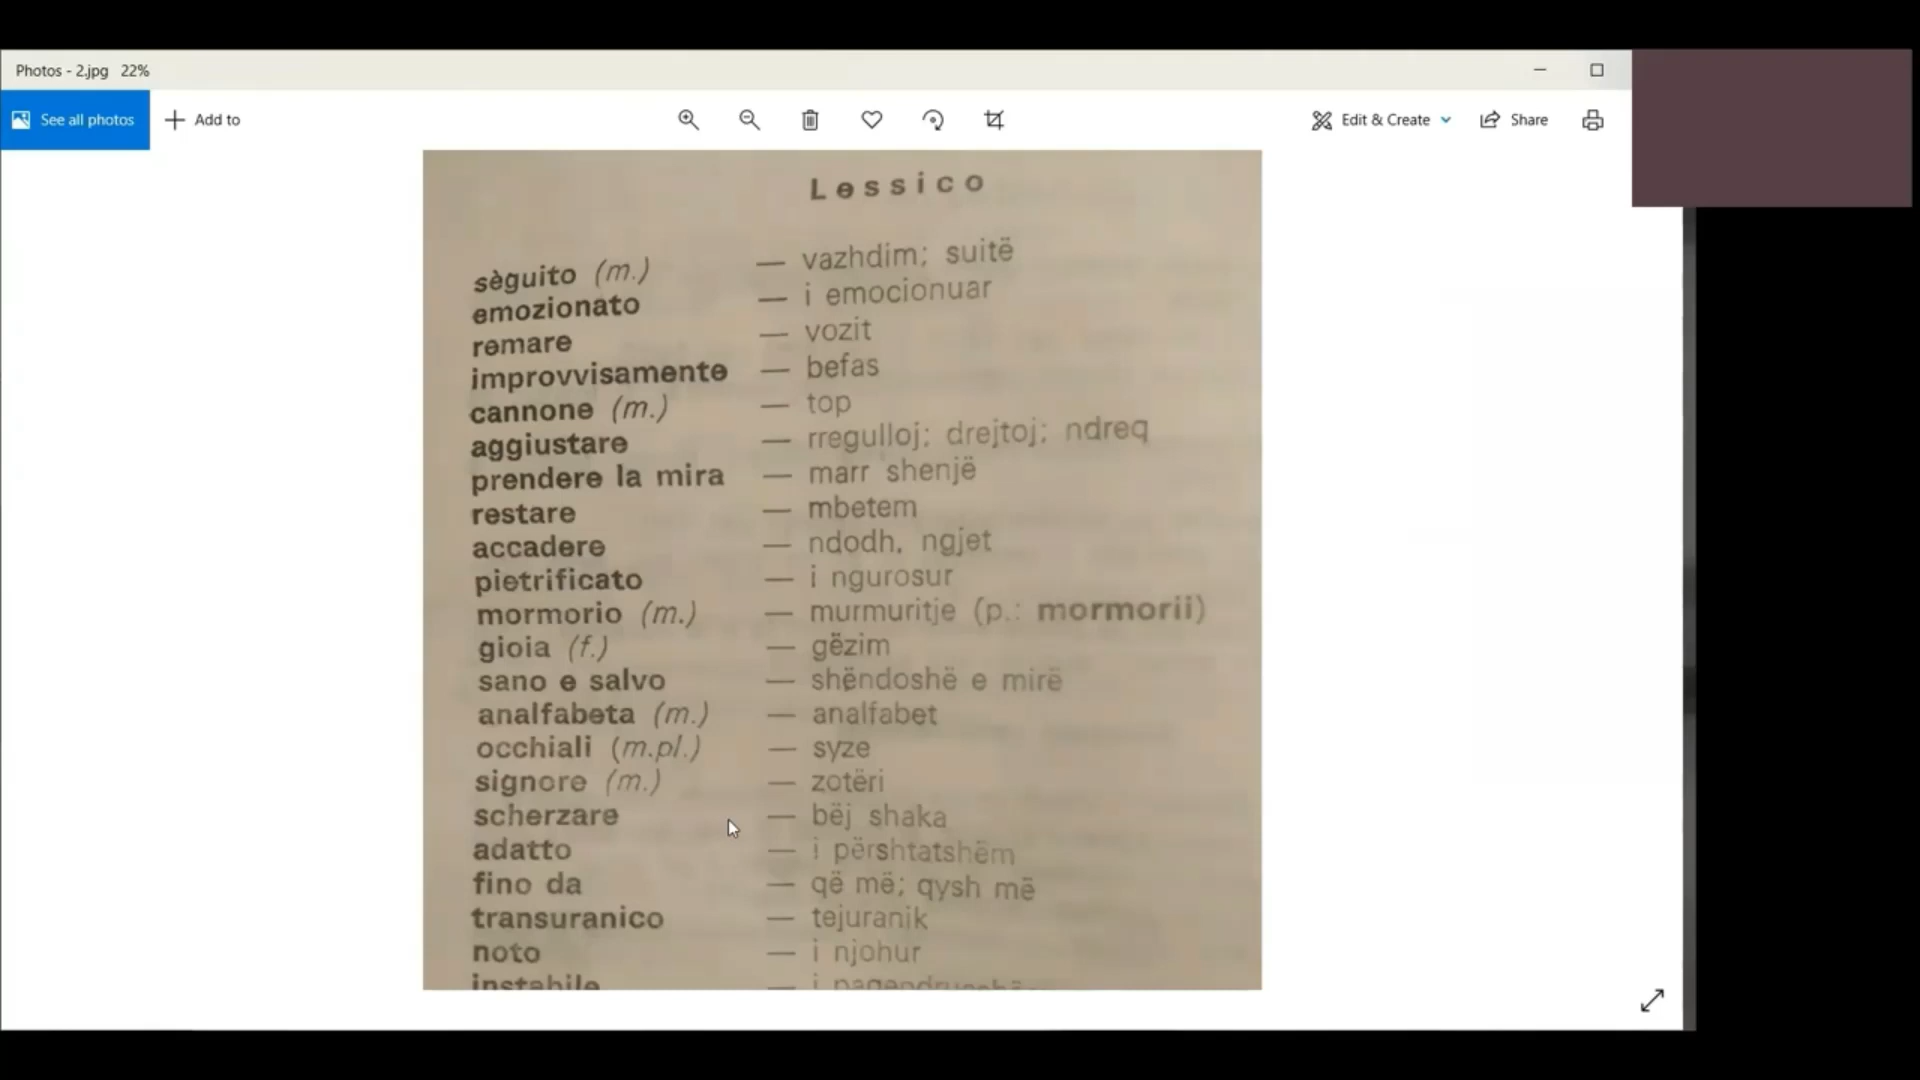 Photos - 2.jpg 22%
See all photos
Add to
Edit & Create
Share
Lessico
sèguito (m.) — vazhdim; suitë
emozionato — i emocionuar
remare — vozit
improvvisamente — befas
cannone (m.) — top
aggiustare — rregulloj; drejtoj; ndreq
prendere la mira — marr shenjë
restare — mbetem
accadere — ndodh, ngjet
pietrificato — i ngurosur
mormorio (m.) — murmuritje (p.: mormorii)
gioia (f.) — gëzim
sano e salvo — shëndoshë e mirë
analfabeta (m.) — analfabet
occhiali (m.pl.) — syze
signore (m.) — zotëri
scherzare — bëj shaka
adatto — i përshtatshëm
fino da — që më; qysh më
transuranico — tejuranik
noto — i njohur
instabile — i